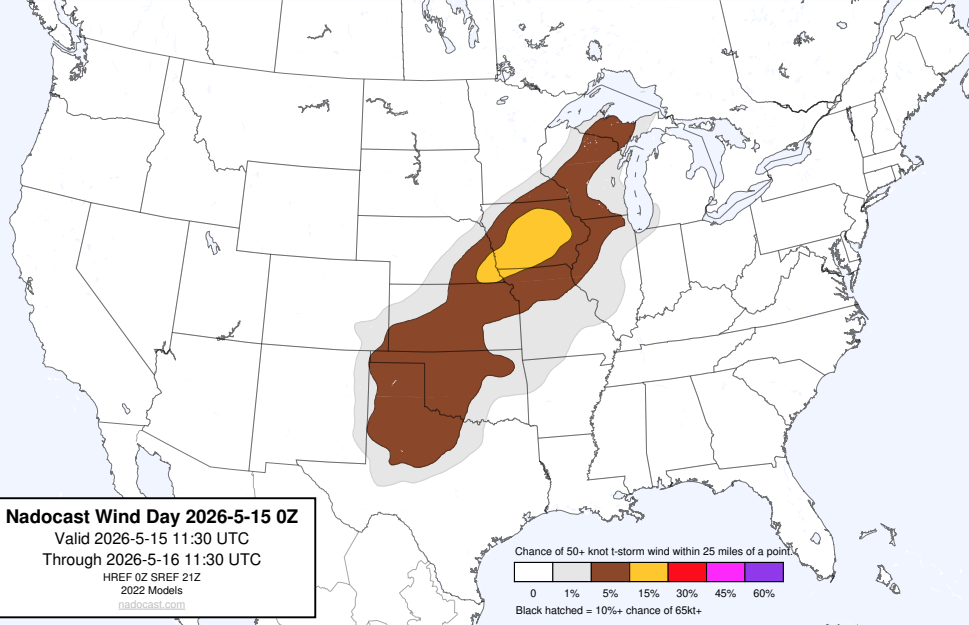 Nadocast Wind Day 2026-5-15 0Z
Valid 2026-5-15 11:30 UTC
Through 2026-5-16 11:30 UTC
HREF 0Z SREF 21Z
2022 Models
nadocast.com
Chance of 50+ knot t-storm wind within 25 miles of a point.
0 1% 5% 15% 30% 45% 60%
Black hatched = 10%+ chance of 65kt+